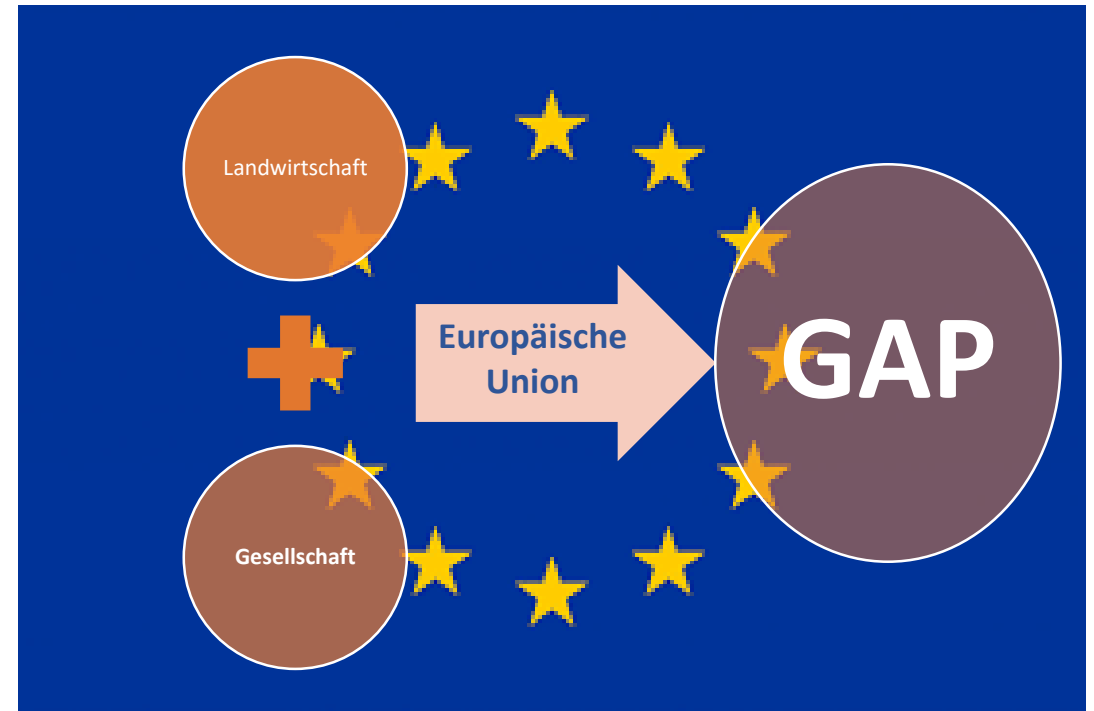 Landwirtschaft
Europäische
Union
GAP
Gesellschaft